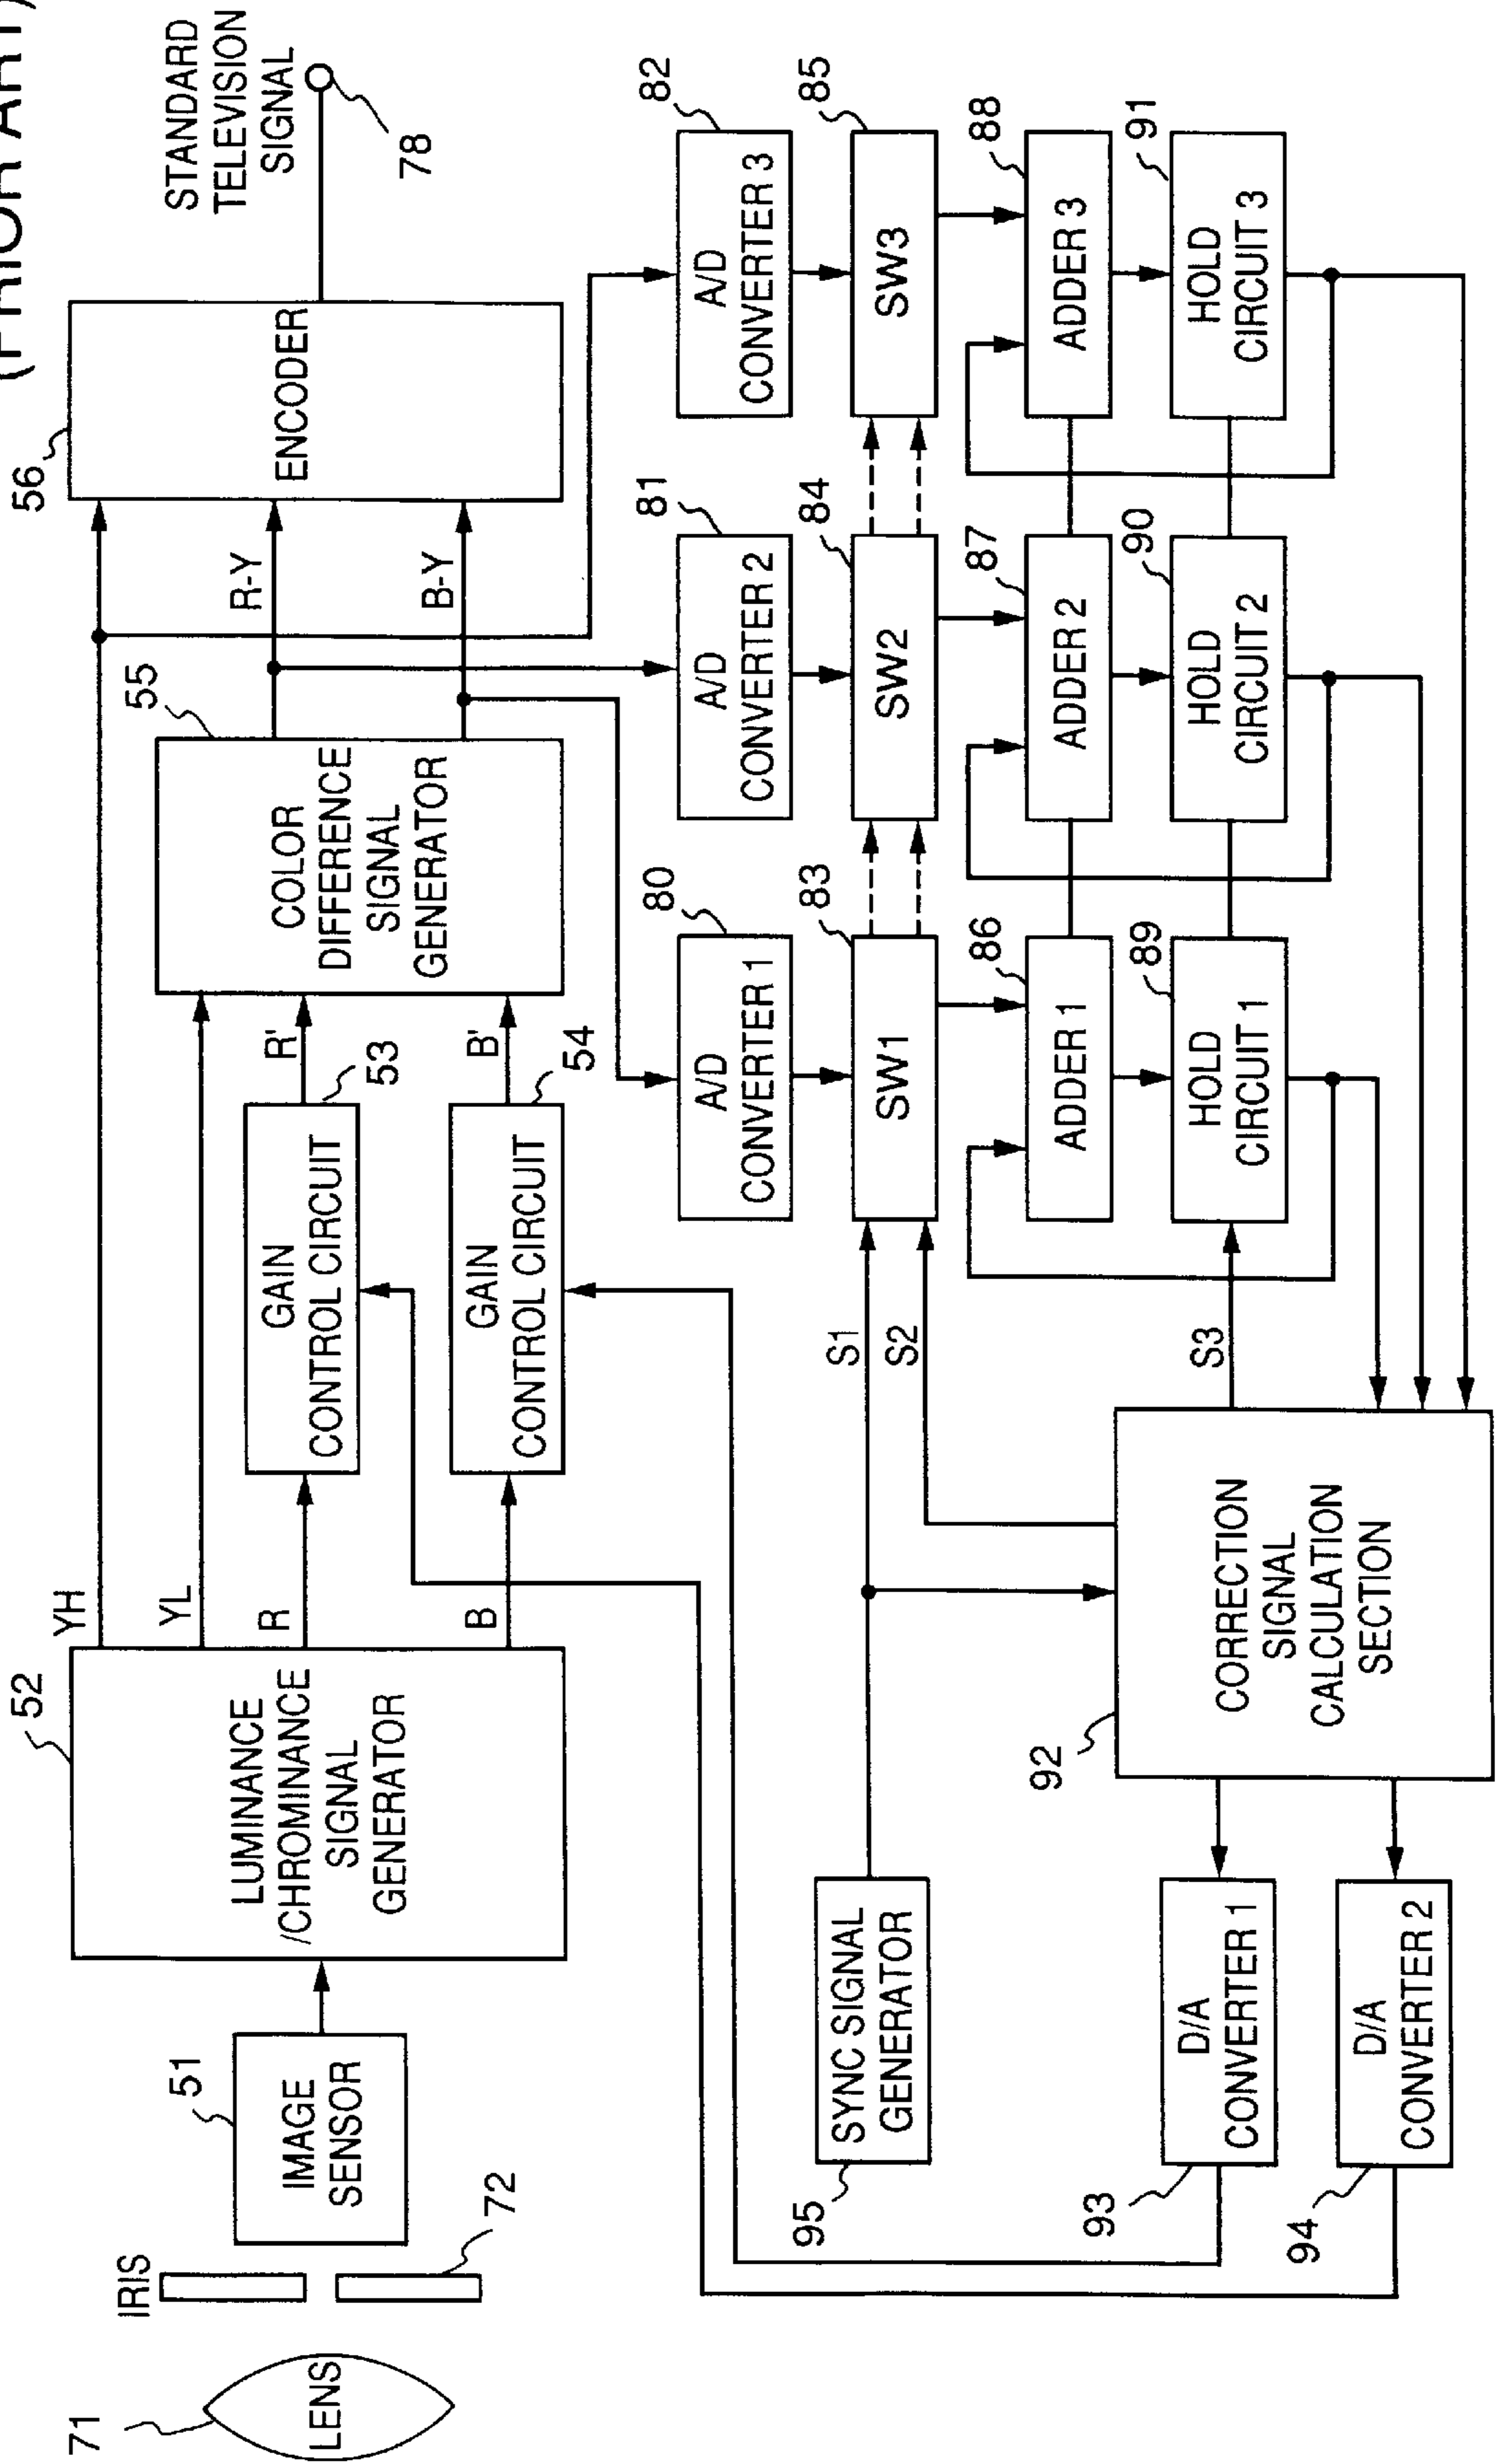 (PRIOR ART)
STANDARD
TELEVISION
SIGNAL
78
56
ENCODER
R-Y
B-Y
55
COLOR
DIFFERENCE
SIGNAL
GENERATOR
R'
53
B'
54
GAIN
CONTROL CIRCUIT
GAIN
CONTROL CIRCUIT
YH
YL
R
B
52
LUMINANCE
/CHROMINANCE
SIGNAL
GENERATOR
51
IMAGE
SENSOR
IRIS
72
71
LENS
82
A/D
CONVERTER 3
85
SW3
88
ADDER 3
91
HOLD
CIRCUIT 3
81
A/D
CONVERTER 2
84
SW2
87
ADDER 2
90
HOLD
CIRCUIT 2
80
A/D
CONVERTER 1
83
SW1
86
ADDER 1
89
HOLD
CIRCUIT 1
S1
S2
S3
92
CORRECTION
SIGNAL
CALCULATION
SECTION
SYNC SIGNAL
GENERATOR
95
D/A
CONVERTER 1
93
D/A
CONVERTER 2
94